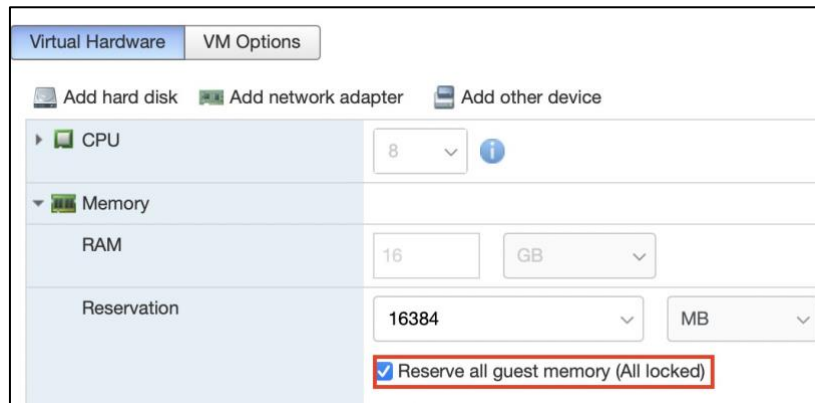 Virtual Hardware VM Options
Add hard disk Add network adapter Add other device
CPU 8
Memory
RAM 16 GB
Reservation 16384 MB
Reserve all guest memory (All locked)